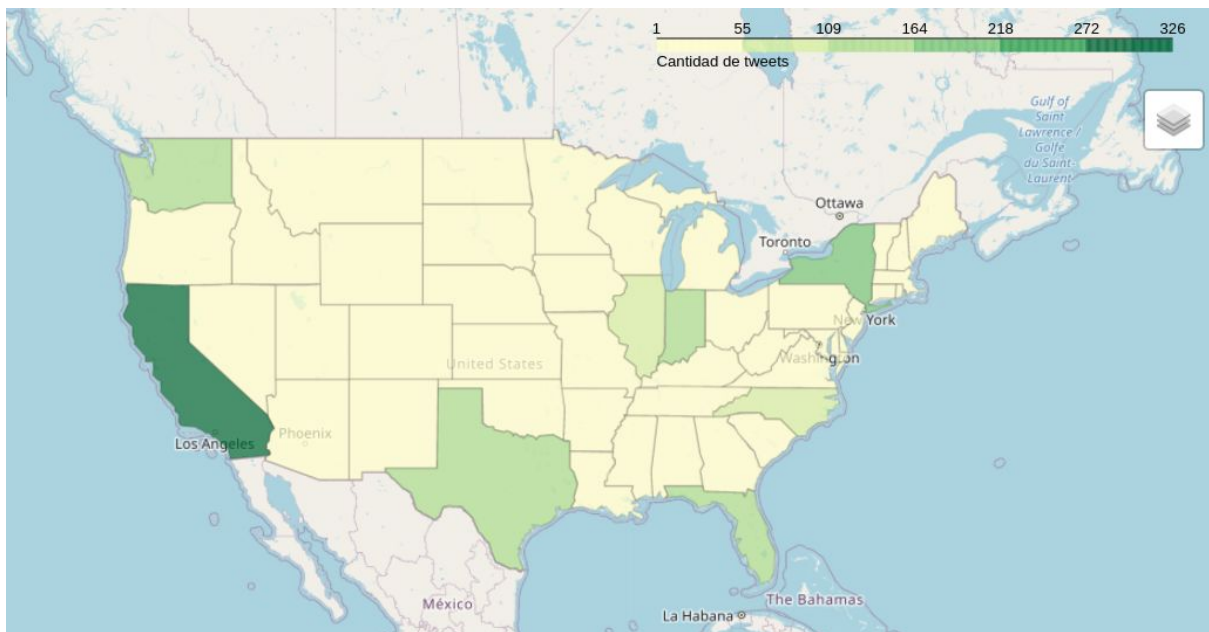 1 55 109 164 218 272 326
Cantidad de tweets
Gulf of
Saint
Lawrence /
Golfe
du Saint-
Laurent
Ottawa
Toronto
New York
Washington
United States
Phoenix
Los Angeles
México
The Bahamas
La Habana